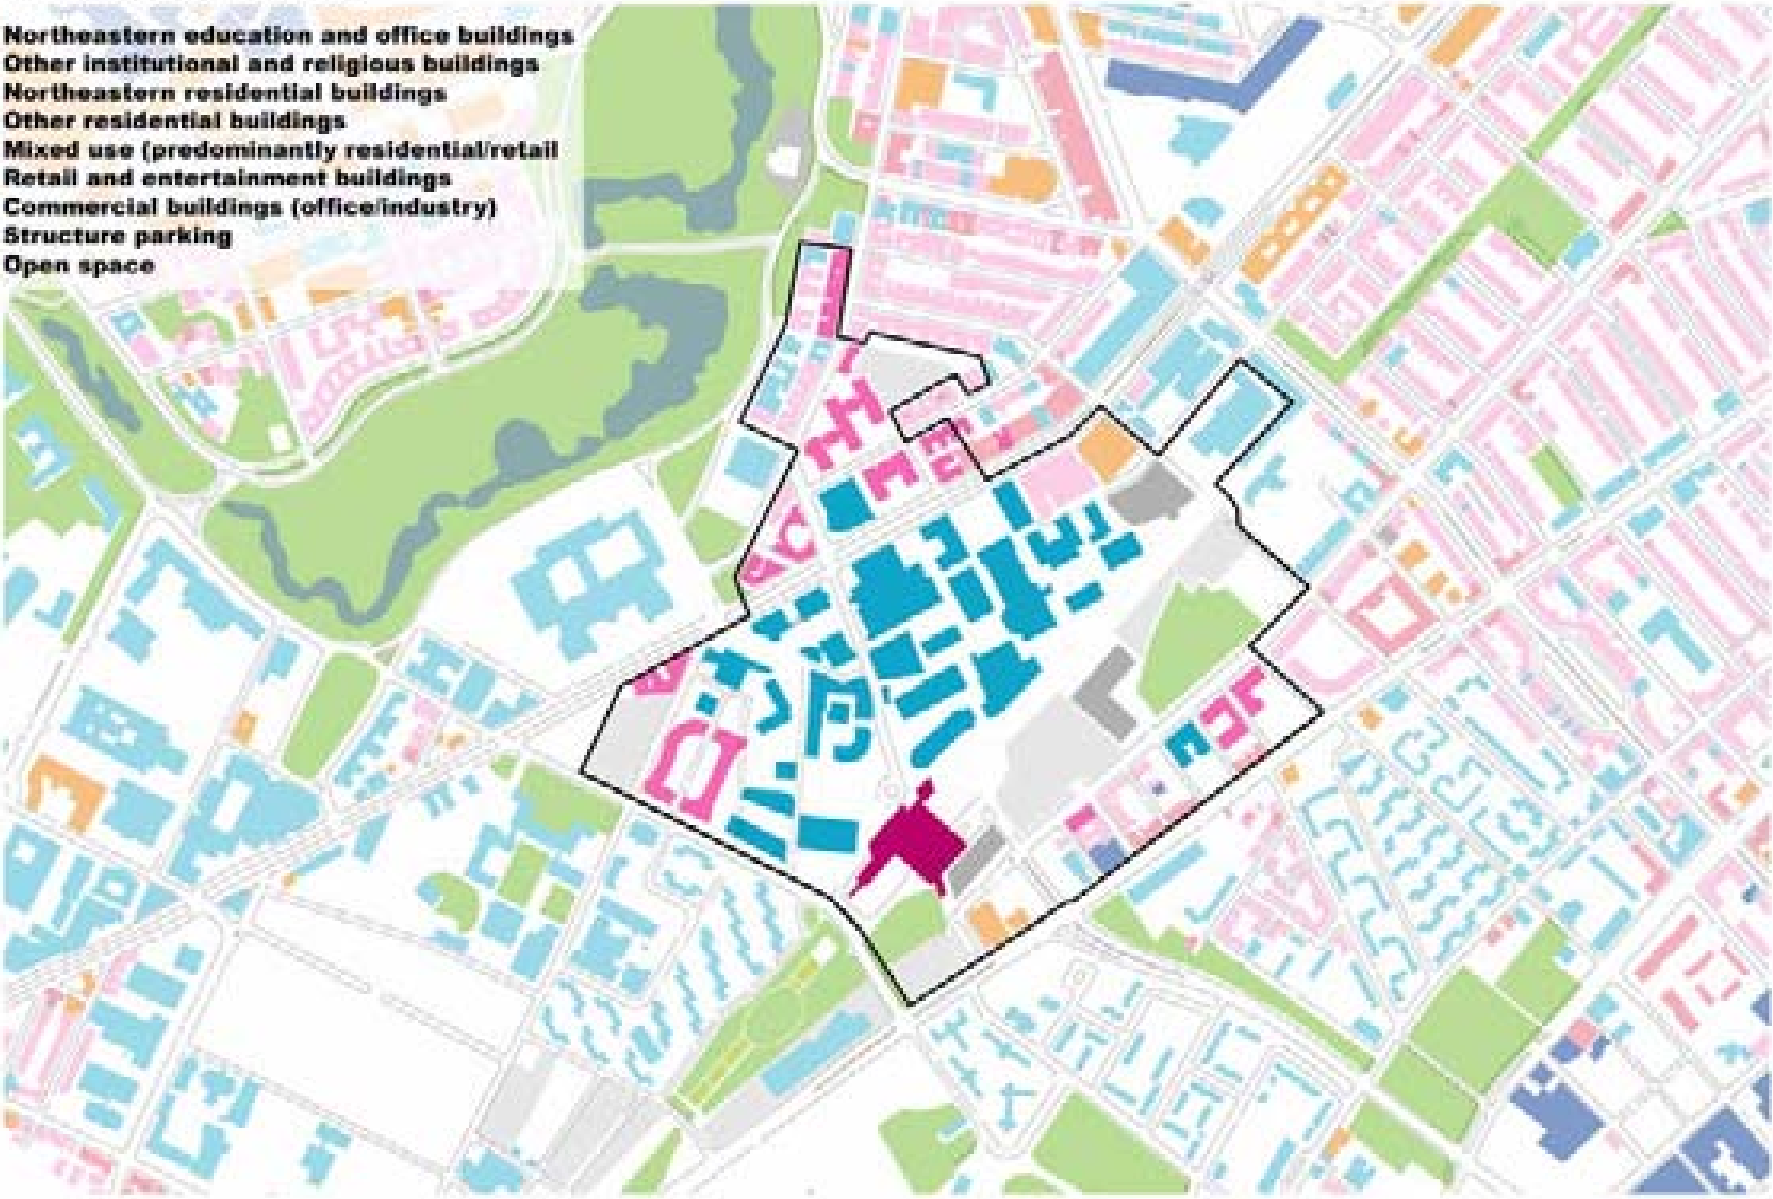 Northeastern education and office buildings
Other institutional and religious buildings
Northeastern residential buildings
Other residential buildings
Mixed use (predominantly residential/retail
Retail and entertainment buildings
Commercial buildings (office/industry)
Structure parking
Open space